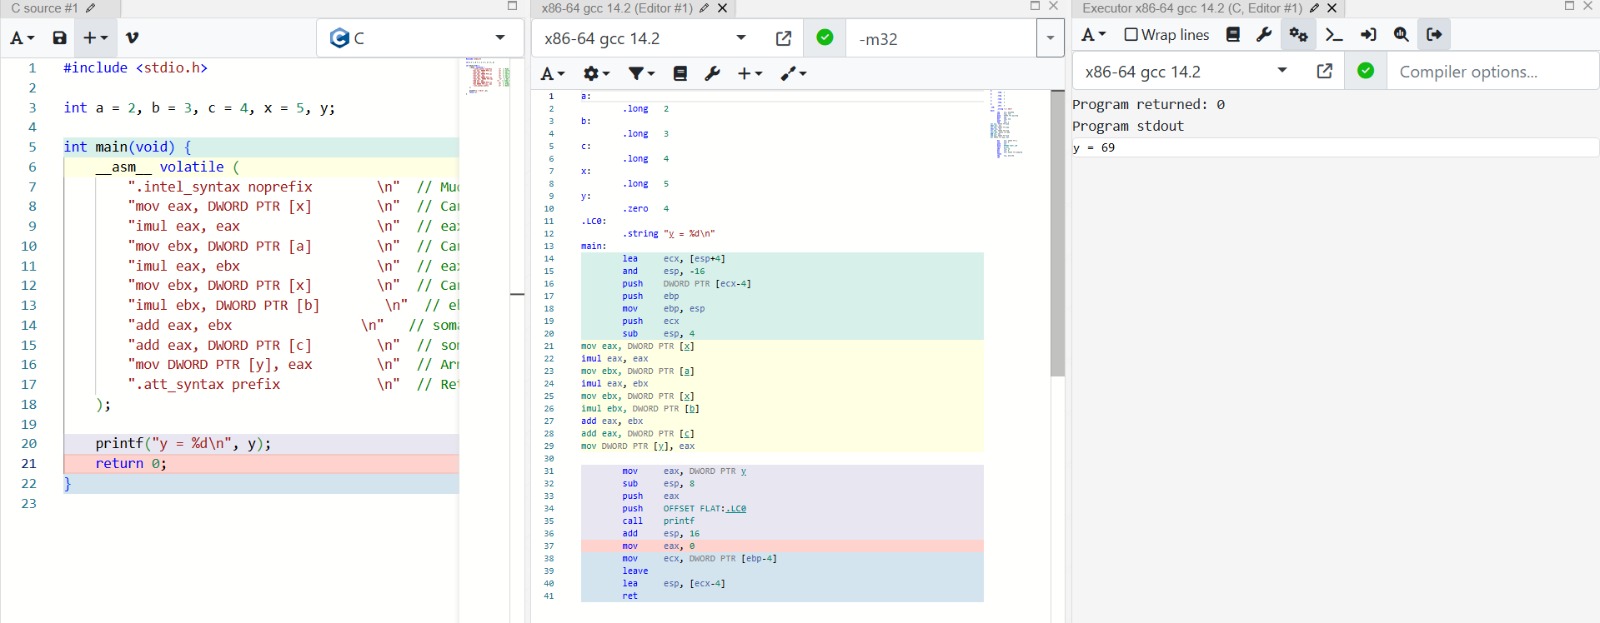 C source #1
A
C
1 #include <stdio.h>
2
3 int a = 2, b = 3, c = 4, x = 5, y;
4
5 int main(void) {
6 __asm__ volatile (
7 ".intel_syntax noprefix \n" // Mu
8 "mov eax, DWORD PTR [x] \n" // Ca
9 "imul eax, eax \n" // ea
10 "mov ebx, DWORD PTR [a] \n" // Ca
11 "imul eax, ebx \n" // ea
12 "mov ebx, DWORD PTR [x] \n" // Ca
13 "imul ebx, DWORD PTR [b] \n" // e
14 "add eax, ebx \n" // som
15 "add eax, DWORD PTR [c] \n" // so
16 "mov DWORD PTR [y], eax \n" // Ar
17 ".att_syntax prefix \n" // Re
18 );
19
20 printf("y = %d\n", y);
21 return 0;
22 }
23
x86-64 gcc 14.2 (Editor #1)
x86-64 gcc 14.2
-m32
A
1 a:
2 .long 2
3 b:
4 .long 3
5 c:
6 .long 4
7 x:
8 .long 5
9 y:
10 .zero 4
11 .LC0:
12 .string "y = %d\n"
13 main:
14 lea ecx, [esp+4]
15 and esp, -16
16 push DWORD PTR [ecx-4]
17 push ebp
18 mov ebp, esp
19 push ecx
20 sub esp, 4
21 mov eax, DWORD PTR [x]
22 imul eax, eax
23 mov ebx, DWORD PTR [a]
24 imul eax, ebx
25 mov ebx, DWORD PTR [x]
26 imul ebx, DWORD PTR [b]
27 add eax, ebx
28 add eax, DWORD PTR [c]
29 mov DWORD PTR [y], eax
30
31 mov eax, DWORD PTR y
32 sub esp, 8
33 push eax
34 push OFFSET FLAT:.LC0
35 call printf
36 add esp, 16
37 mov eax, 0
38 mov ecx, DWORD PTR [ebp-4]
39 leave
40 lea esp, [ecx-4]
41 ret
Executor x86-64 gcc 14.2 (C, Editor #1)
A Wrap lines
x86-64 gcc 14.2
Compiler options...
Program returned: 0
Program stdout
y = 69